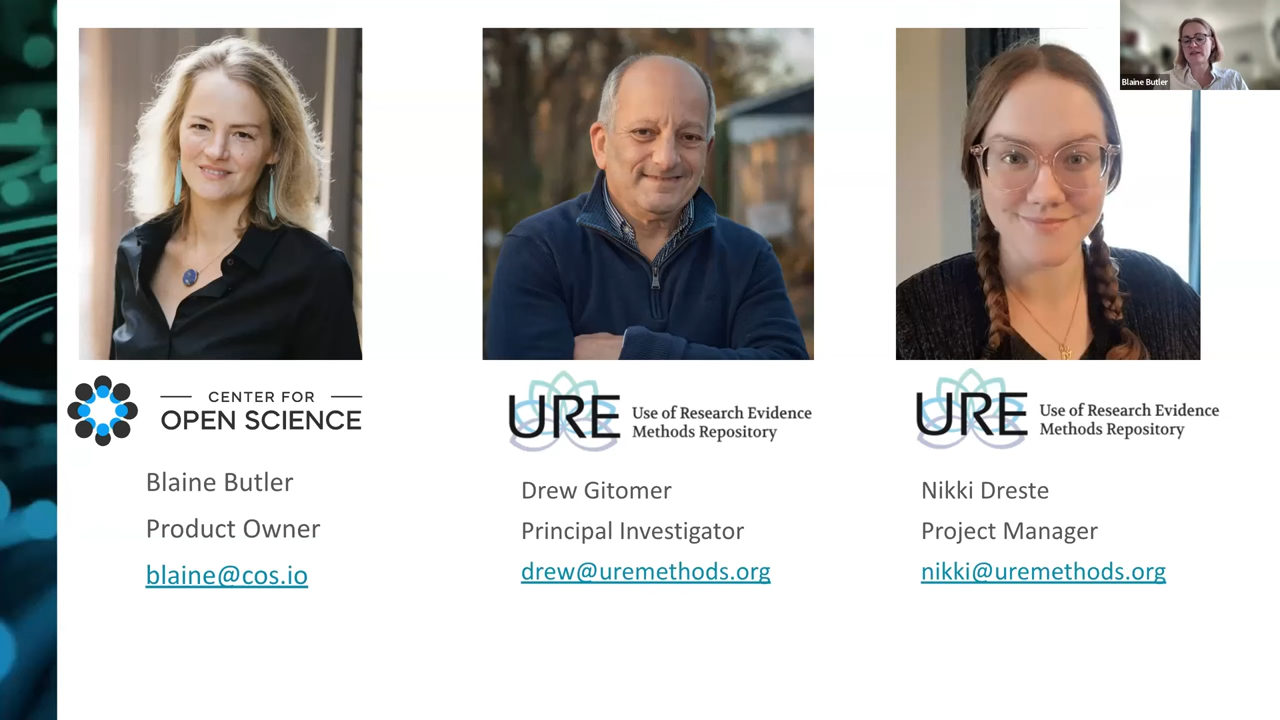 Blaine Butler
CENTER FOR
OPEN SCIENCE
Blaine Butler
Product Owner
blaine@cos.io
URE
Use of Research Evidence
Methods Repository
Drew Gitomer
Principal Investigator
drew@uremethods.org
URE
Use of Research Evidence
Methods Repository
Nikki Dreste
Project Manager
nikki@uremethods.org